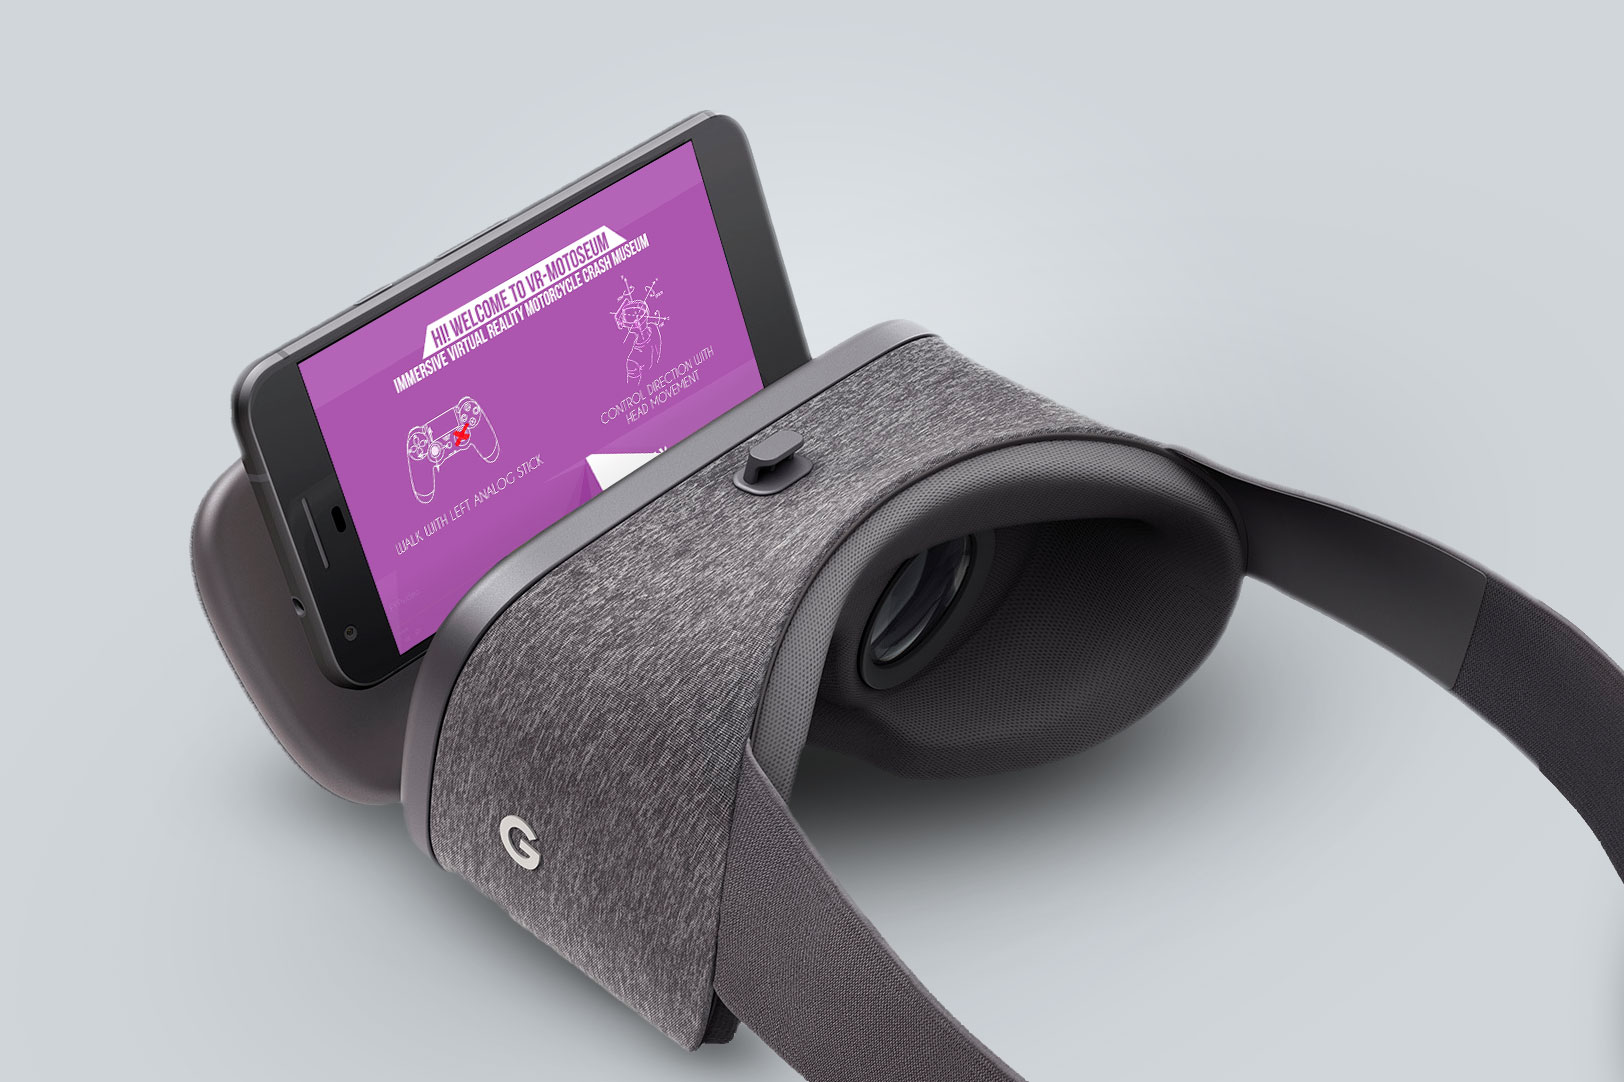 HI! WELCOME TO VR-MOTOSEUM
IMMERSIVE VIRTUAL REALITY MOTORCYCLE CRASH MUSEUM
CONTROL DIRECTION WITH
HEAD MOVEMENT
WALK WITH LEFT ANALOG STICK
G